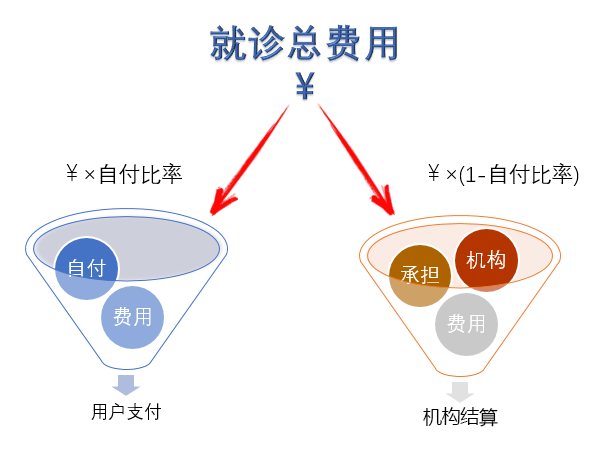 就诊总费用
¥
¥×自付比率
¥×(1-自付比率)
自付
费用
机构
承担
费用
用户支付
机构结算